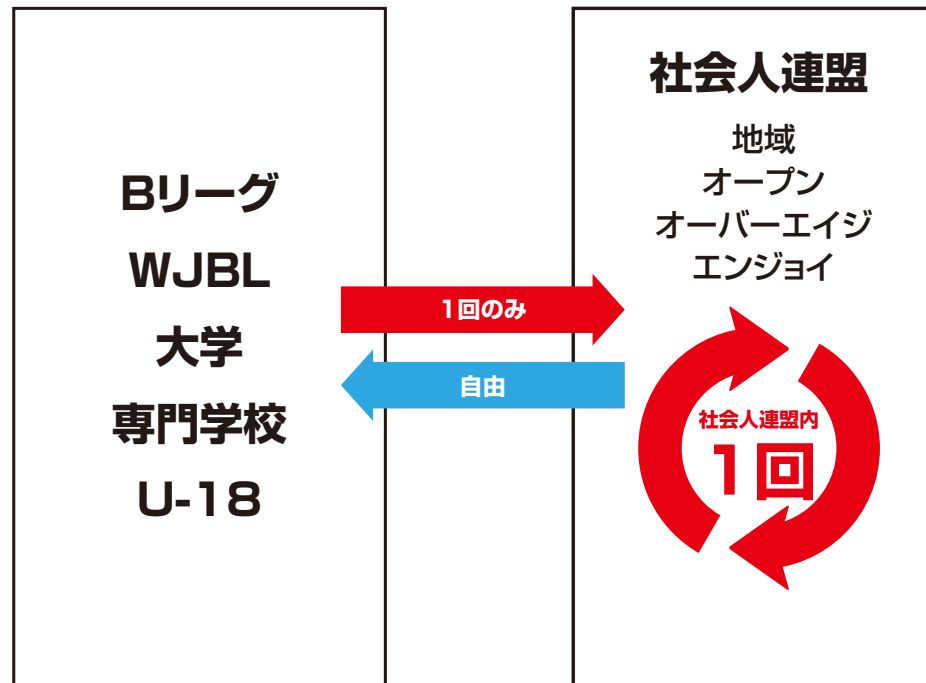 Bリーグ
WJBL
大学
専門学校
U-18
1回のみ
自由
社会人連盟
地域
オープン
オーバーエイジ
エンジョイ
社会人連盟内
1回